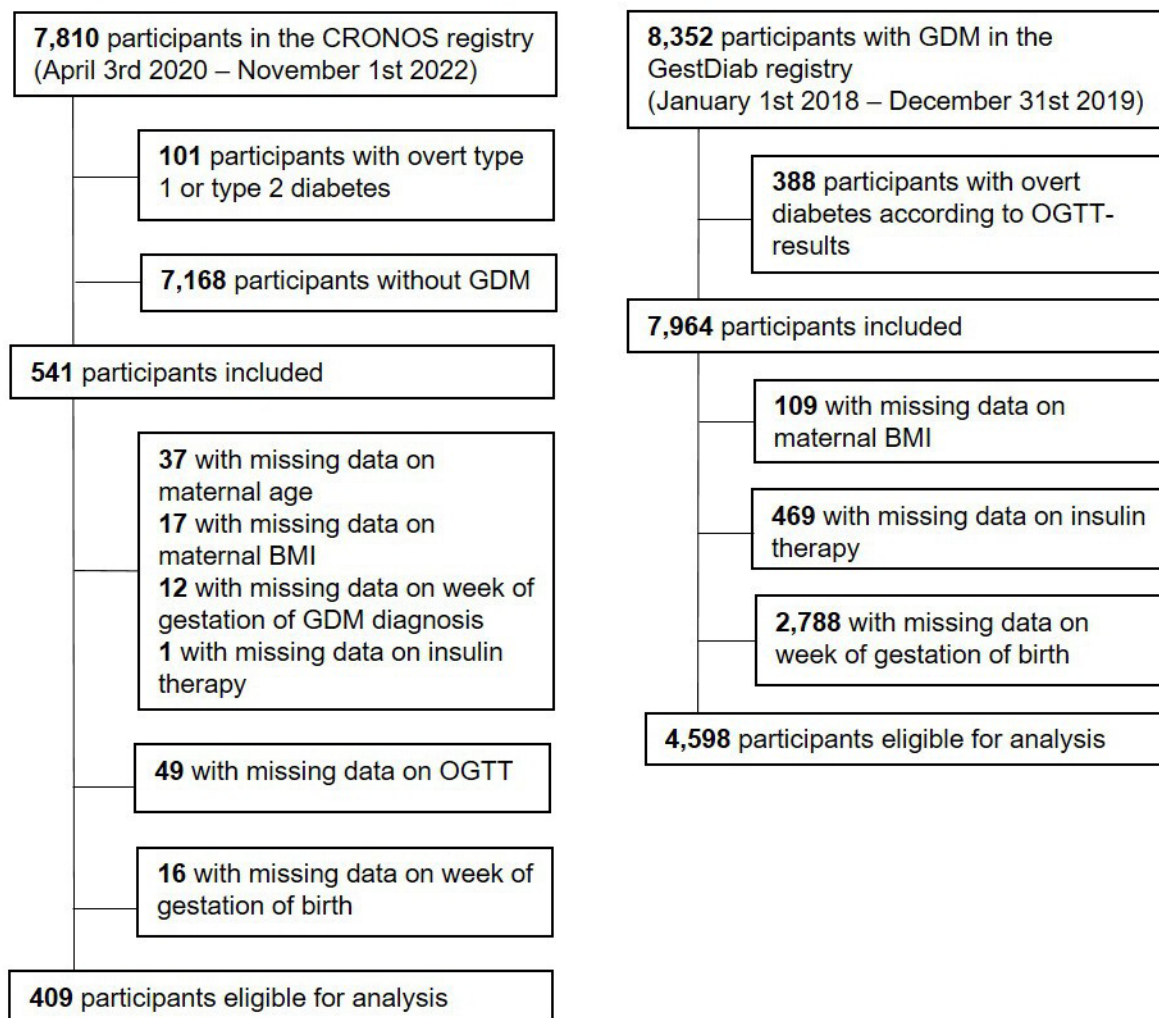 7,810 participants in the CRONOS registry
(April 3rd 2020 – November 1st 2022)
101 participants with overt type
1 or type 2 diabetes
7,168 participants without GDM
541 participants included
37 with missing data on
maternal age
17 with missing data on
maternal BMI
12 with missing data on week of
gestation of GDM diagnosis
1 with missing data on insulin
therapy
49 with missing data on OGTT
16 with missing data on week of
gestation of birth
409 participants eligible for analysis
8,352 participants with GDM in the
GestDiab registry
(January 1st 2018 – December 31st 2019)
388 participants with overt
diabetes according to OGTT-
results
7,964 participants included
109 with missing data on
maternal BMI
469 with missing data on insulin
therapy
2,788 with missing data on
week of gestation of birth
4,598 participants eligible for analysis